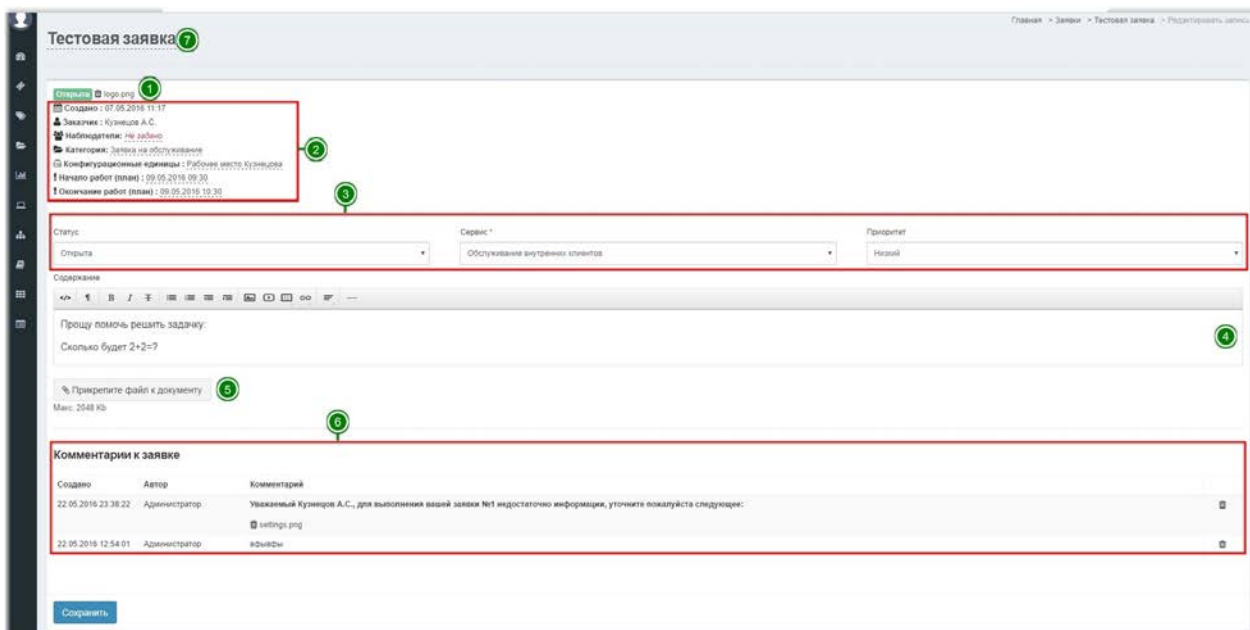 Главная > Заявки > Тестовая заявка > Редактировать запись
Тестовая заявка 7
Открыта logo.png 1
Создано : 07.05.2016 11:17
Заказчик : Кузнецов А.С.
Наблюдатели: Не задано
Категория: Заявка на обслуживание
2
Конфигурационные единицы : Рабочее место Кузнецова
Начало работ (план) : 09.05.2016 09:30
Окончание работ (план) : 09.05.2016 10:30
3
Статус Сервис * Приоритет
Открыта Обслуживание внутренних клиентов Низкий
Содержание
Прошу помочь решить задачку:
4
Сколько будет 2+2=?
Прикрепите файл к документу 5
Макс. 2048 Kb
6
Комментарии к заявке
Создано Автор Комментарий
22.05.2016 23:38:22 Администратор Уважаемый Кузнецов А.С., для выполнения вашей заявки №1 недостаточно информации, уточните пожалуйста следующее:
settings.png
22.05.2016 12:54:01 Администратор вфывфы
Сохранить